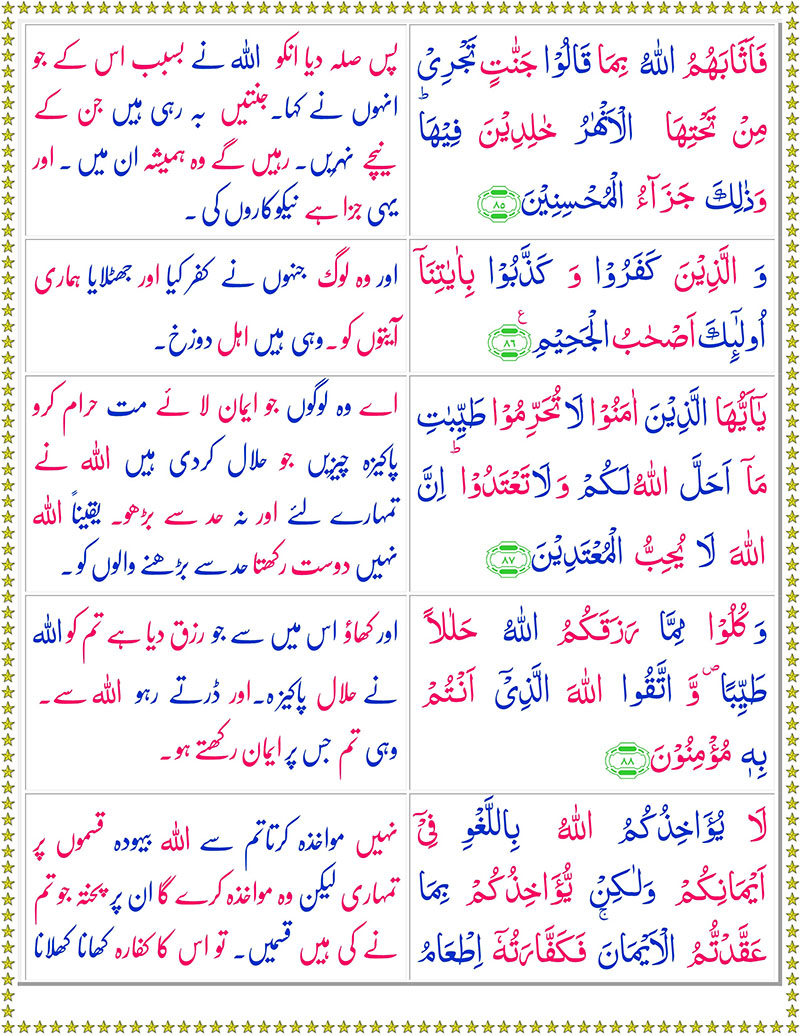 فَاَثَابَهُمُ اللّٰهُ بِمَا قَالُوْا جَنّٰتٍ تَجْرِیْ
مِنْ تَحْتِهَا الْاَنْهٰرُ خٰلِدِیْنَ فِیْهَا ؕ
وَذٰلِكَ جَزَآءُ الْمُحْسِنِیْنَ ۸۵
پس صلہ دیا انکو اللہ نے بسبب اس کے جو
انہوں نے کہا۔ جنتیں بہ رہی ہیں جن کے
نیچے نہریں۔ رہیں گے وہ ہمیشہ ان میں ۔ اور
یہی جزا ہے نیکوکاروں کی ۔
وَ الَّذِیْنَ كَفَرُوْا وَ كَذَّبُوْا بِاٰیٰتِنَاۤ
اُولٰٓىِٕكَ اَصْحٰبُ الْجَحِیْمِ ۸۶ ع
اور وہ لوگ جنہوں نے کفر کیا اور جھٹلایا ہماری
آیتوں کو۔ وہی ہیں اہل دوزخ۔
یٰۤاَیُّهَا الَّذِیْنَ اٰمَنُوْا لَا تُحَرِّمُوْا طَیِّبٰتِ
مَاۤ اَحَلَّ اللّٰهُ لَكُمْ وَلَا تَعْتَدُوْا ؕ اِنَّ
اللّٰهَ لَا یُحِبُّ الْمُعْتَدِیْنَ ۸۷
اے وہ لوگوں جو ایمان لا ئے مت حرام کرو
پاکیزہ چیزیں جو حلال کردی ہیں اللہ نے
تمہارے لئے اور نہ حد سے بڑھو۔ یقیناً اللہ
نہیں دوست رکھتا حد سے بڑھنے والوں کو ۔
وَ كُلُوْا مِمَّا رَزَقَكُمُ اللّٰهُ حَلٰلًا
طَیِّبًا ۪ وَّ اتَّقُوا اللّٰهَ الَّذِیْۤ اَنْتُمْ
بِهٖ مُؤْمِنُوْنَ ۸۸
اور کھاؤ اس میں سے جو رزق دیا ہے تم کو اللہ
نے حلال پاکیزہ۔ اور ڈرتے رہو اللہ سے۔
وہی تم جس پر ایمان رکھتے ہو۔
لَا یُؤَاخِذُكُمُ اللّٰهُ بِاللَّغْوِ فِیْۤ
اَیْمَانِكُمْ وَلٰكِنْ یُّؤَاخِذُكُمْ بِمَا
عَقَّدْتُّمُ الْاَیْمَانَ ۚ فَكَفَّارَتُهٗۤ اِطْعَامُ
نہیں مواخذہ کرتا تم سے اللہ بیہودہ قسموں پر
تمہاری لیکن وہ مواخذہ کرے گا ان پر پختہ جو تم
نے کی ہیں قسمیں۔ تو اس کا کفارہ کھانا کھلانا